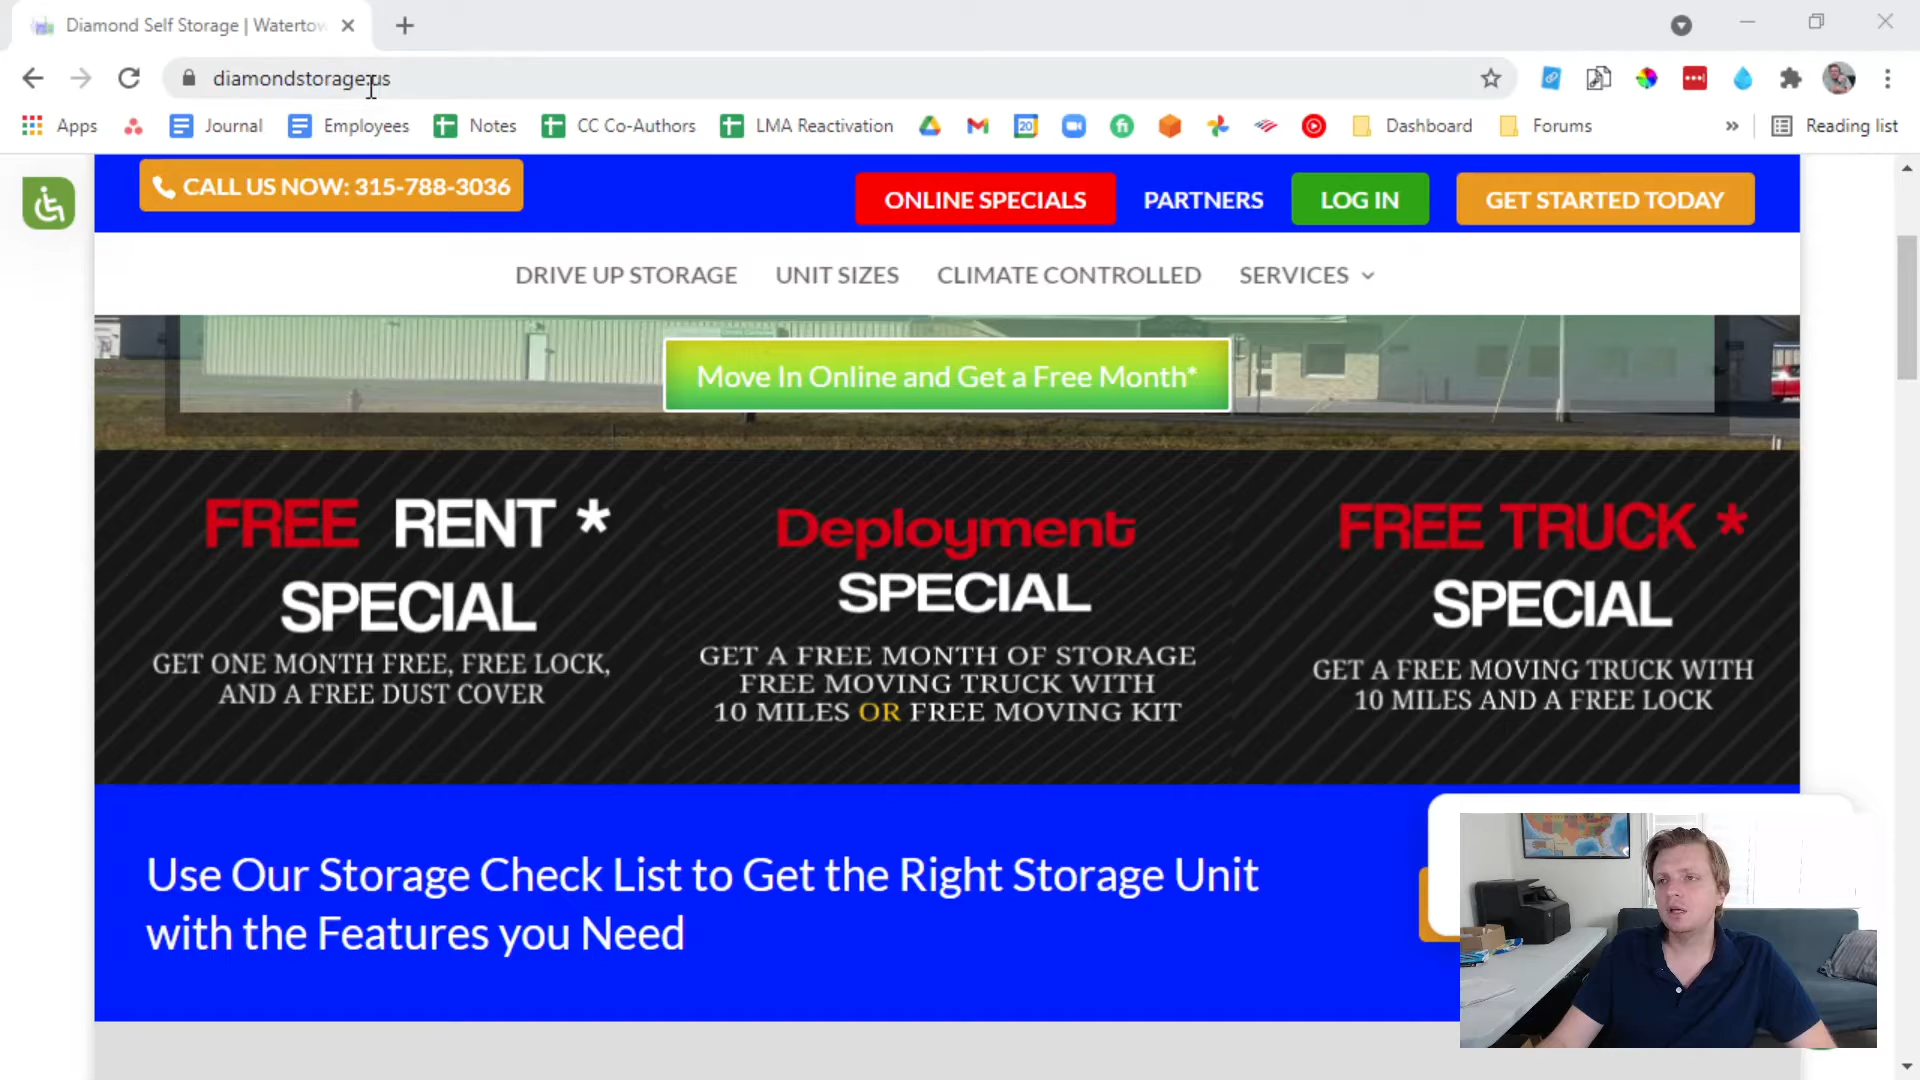 Diamond Self Storage | Watertow
diamondstorage.us
Apps
Journal
Employees
Notes
CC Co-Authors
LMA Reactivation
20
Dashboard
Forums
»
Reading list
CALL US NOW: 315-788-3036
ONLINE SPECIALS
PARTNERS
LOG IN
GET STARTED TODAY
DRIVE UP STORAGE
UNIT SIZES
CLIMATE CONTROLLED
SERVICES
Move In Online and Get a Free Month*
FREE RENT *
SPECIAL
GET ONE MONTH FREE, FREE LOCK,
AND A FREE DUST COVER
Deployment
SPECIAL
GET A FREE MONTH OF STORAGE
FREE MOVING TRUCK WITH
10 MILES OR FREE MOVING KIT
FREE TRUCK *
SPECIAL
GET A FREE MOVING TRUCK WITH
10 MILES AND A FREE LOCK
Use Our Storage Check List to Get the Right Storage Unit
with the Features you Need